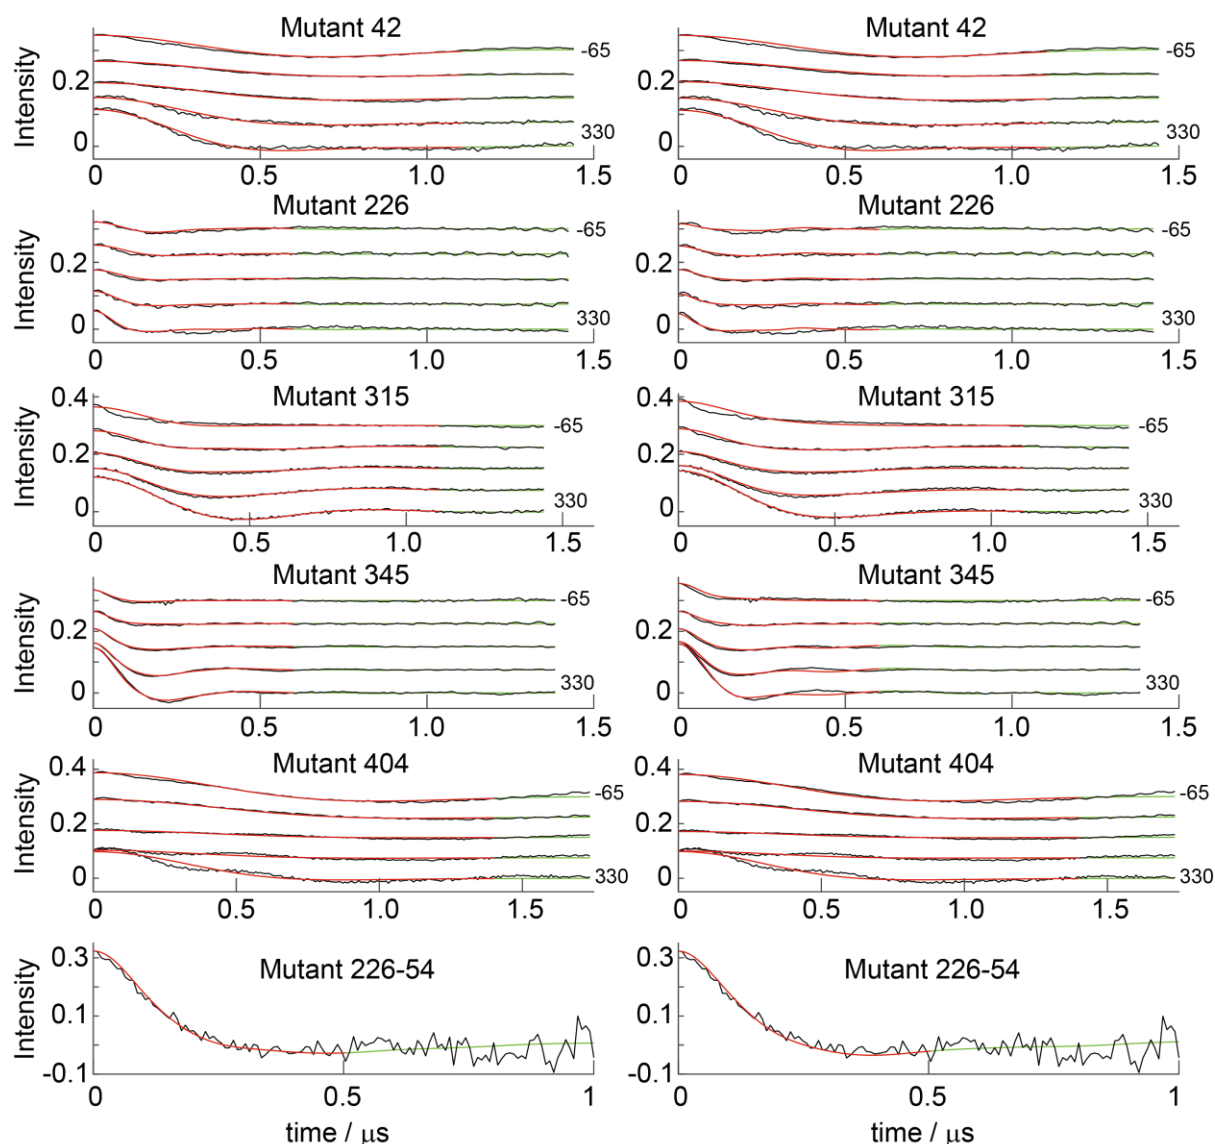 Mutant 42 Mutant 42
Intensity 0.2 0 -65 330 0.2 0 -65 330
0 0.5 1.0 1.5 0 0.5 1.0 1.5
Mutant 226 Mutant 226
Intensity 0.2 0 -65 330 0.2 0 -65 330
0 0.5 1.0 1.5 0 0.5 1.0 1.5
Mutant 315 Mutant 315
Intensity 0.4 0.2 0 -65 330 0.4 0.2 0 -65 330
0 0.5 1.0 1.5 0 0.5 1.0 1.5
Mutant 345 Mutant 345
Intensity 0.2 0 -65 330 0.2 0 -65 330
0 0.5 1.0 1.5 0 0.5 1.0 1.5
Mutant 404 Mutant 404
Intensity 0.4 0.2 0 -65 330 0.4 0.2 0 -65 330
0 0.5 1.0 1.5 0 0.5 1.0 1.5
Mutant 226-54 Mutant 226-54
Intensity 0.3 0.1 -0.1 0.3 0.1 -0.1
0 0.5 1 0 0.5 1
time / μs time / μs